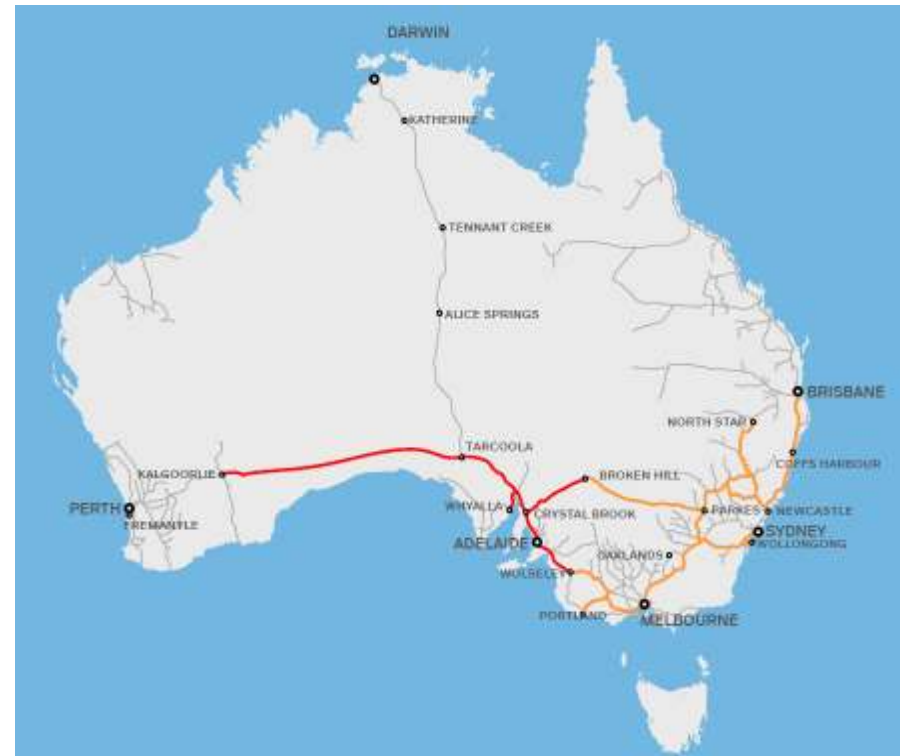 DARWIN
KATHERINE
TENNANT CREEK
ALICE SPRINGS
BRISBANE
NORTH STAR
TARCOOLA
COFFS HARBOUR
KALGOORLIE
BROKEN HILL
PERTH
FREMANTLE
WHYALLA
CRYSTAL BROOK
PARKES
NEWCASTLE
SYDNEY
ADELAIDE
OAKLANDS
WOLLONGONG
WOLSELEY
PORTLAND
MELBOURNE